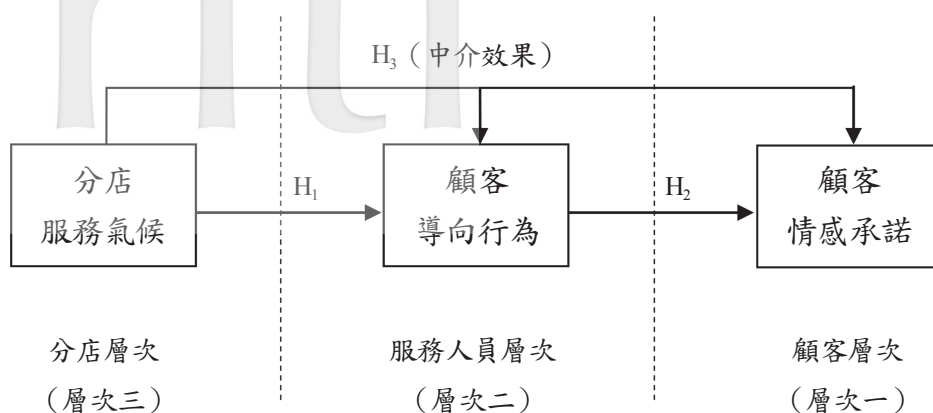 H₃（中介效果）
分店
服務氣候
H₁
顧客
導向行為
H₂
顧客
情感承諾
分店層次
（層次三）
服務人員層次
（層次二）
顧客層次
（層次一）